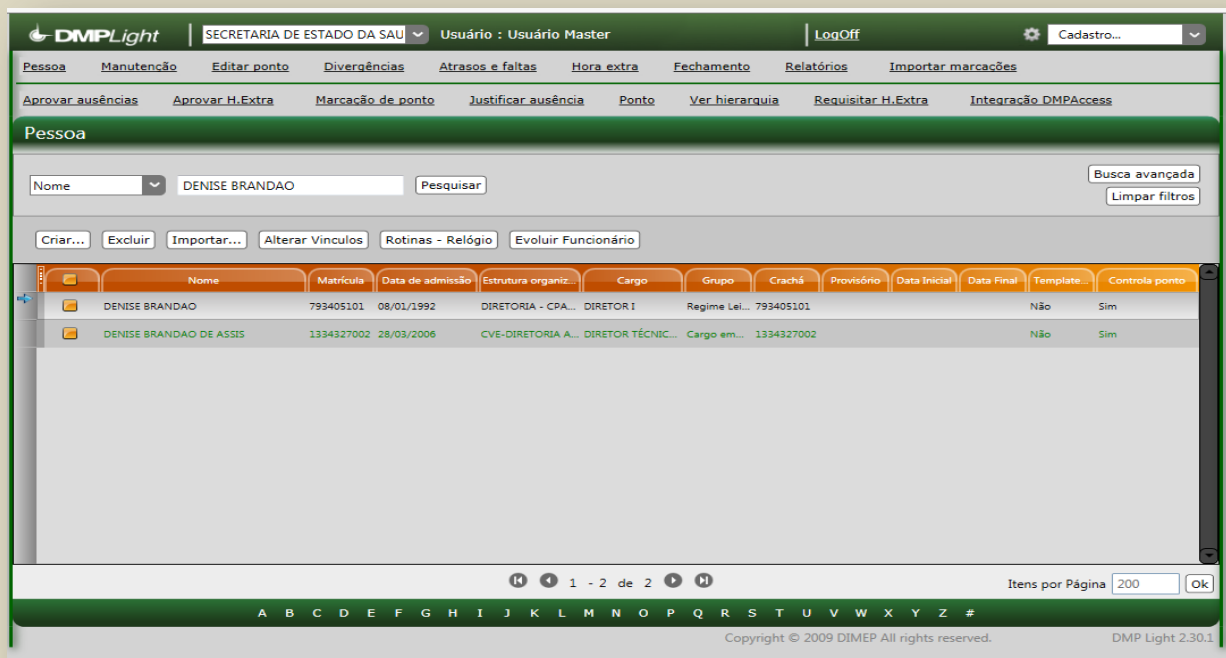 DMPLight SECRETARIA DE ESTADO DA SAU Usuário : Usuário Master LogOff Cadastro...
Pessoa Manutenção Editar ponto Divergências Atrasos e faltas Hora extra Fechamento Relatórios Importar marcações
Aprovar ausências Aprovar H.Extra Marcação de ponto Justificar ausência Ponto Ver hierarquia Requisitar H.Extra Integração DMPAccess
Pessoa
Nome DENISE BRANDAO Pesquisar Busca avançada
Limpar filtros
Criar... Excluir Importar... Alterar Vinculos Rotinas - Relógio Evoluir Funcionário
Nome Matrícula Data de admissão Estrutura organiz... Cargo Grupo Crachá Provisório Data Inicial Data Final Template... Controla ponto
DENISE BRANDAO 793405101 08/01/1992 DIRETORIA - CPA... DIRETOR I Regime Lei... 793405101 Não Sim
DENISE BRANDAO DE ASSIS 1334327002 28/03/2006 CVE-DIRETORIA A... DIRETOR TÉCNIC... Cargo em... 1334327002 Não Sim
1 - 2 de 2 Itens por Página 200 Ok
A B C D E F G H I J K L M N O P Q R S T U V W X Y Z #
Copyright © 2009 DIMEP All rights reserved. DMP Light 2.30.1